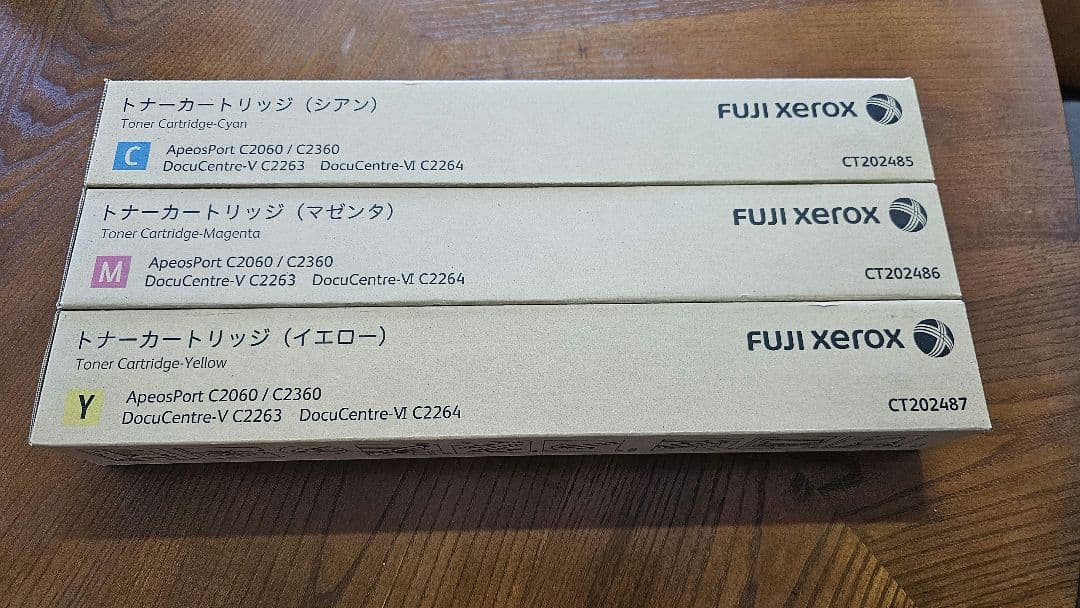 トナーカートリッジ（シアン）
Toner Cartridge-Cyan
C
ApeosPort C2060 / C2360
DocuCentre-V C2263 DocuCentre-VI C2264
FUJI xerox
CT202485
トナーカートリッジ（マゼンタ）
Toner Cartridge-Magenta
M
ApeosPort C2060 / C2360
DocuCentre-V C2263 DocuCentre-VI C2264
FUJI xerox
CT202486
トナーカートリッジ（イエロー）
Toner Cartridge-Yellow
Y
ApeosPort C2060 / C2360
DocuCentre-V C2263 DocuCentre-VI C2264
FUJI xerox
CT202487